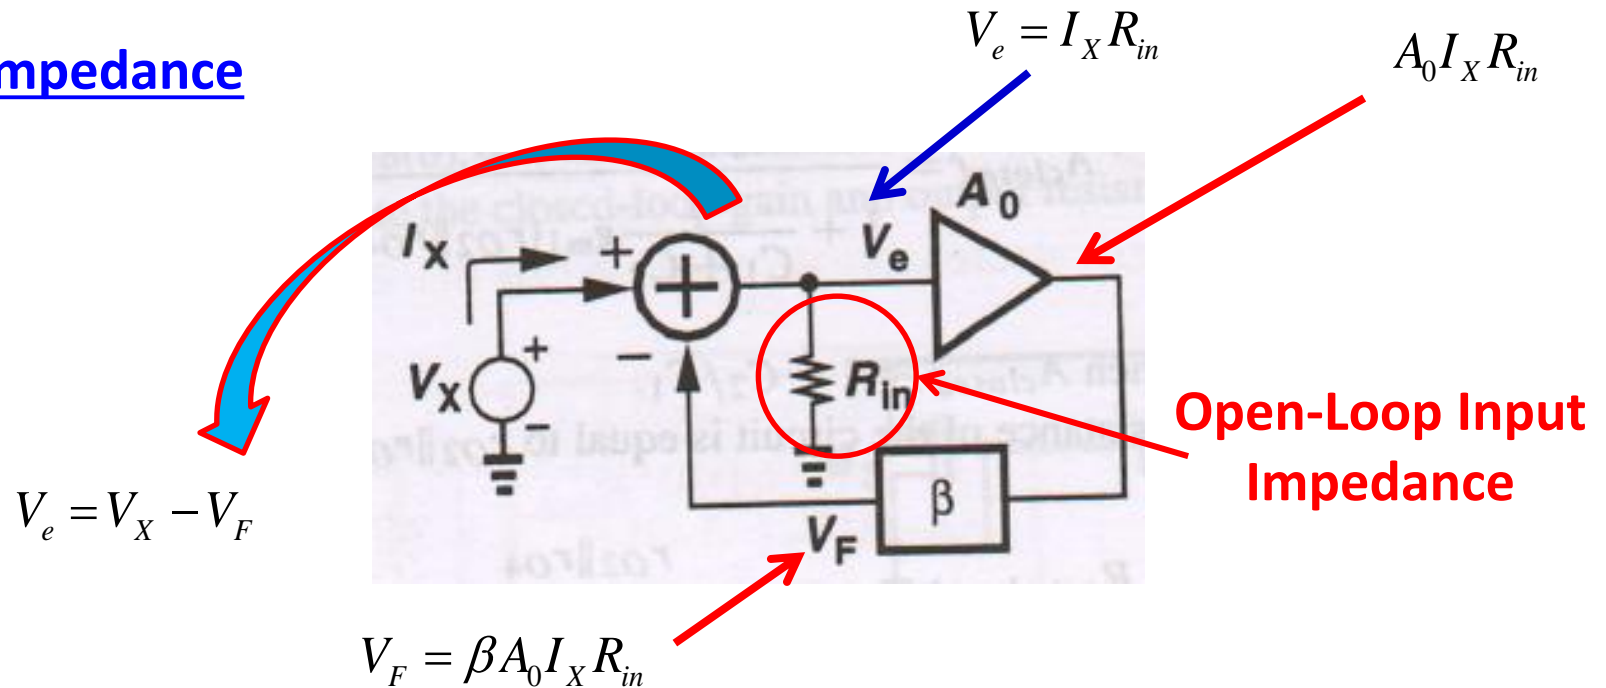 V_e = I_X R_in
A_0 I_X R_in
mpedance
A_0
I_X
+
V_e
+
−
+
V_X
−
R_in
Open-Loop Input
Impedance
β
V_e = V_X − V_F
V_F
V_F = βA_0 I_X R_in